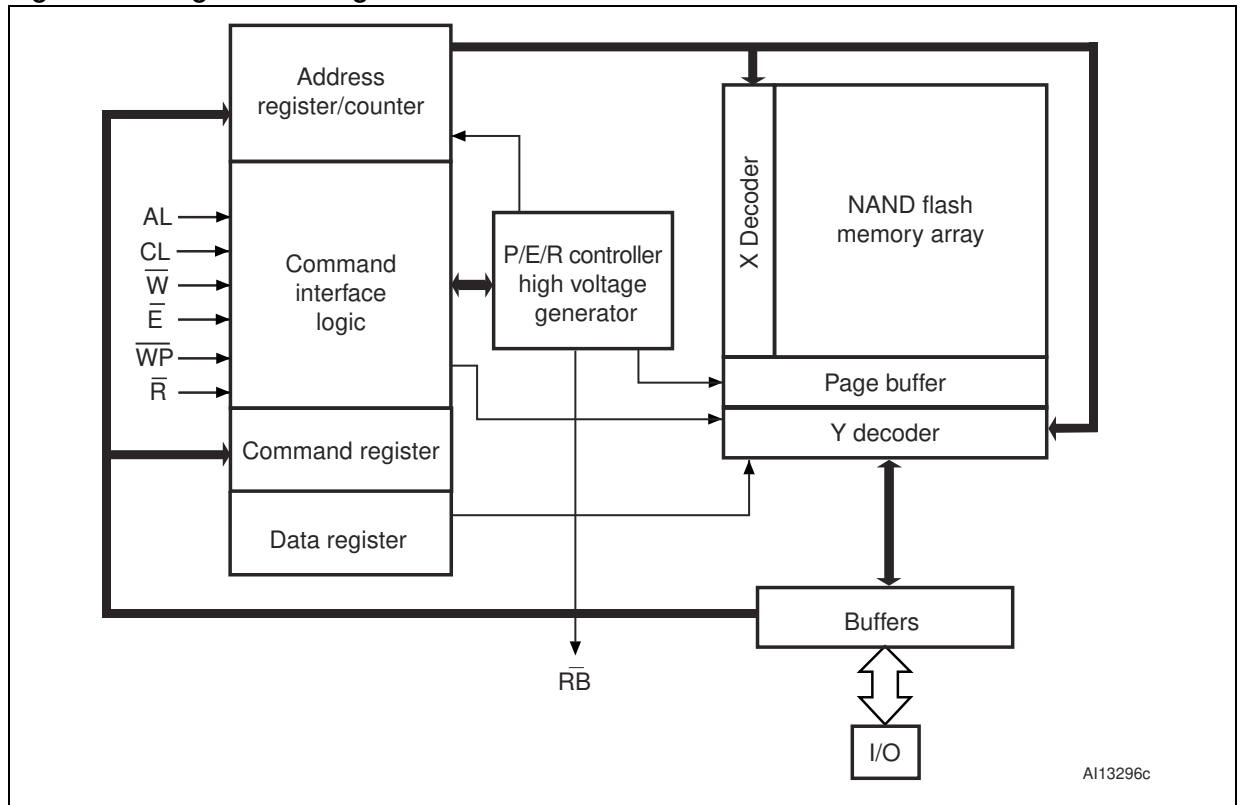 Address
register/counter
AL
CL
W̅
E̅
W̅P̅
R̅
Command
interface
logic
Command register
Data register
P/E/R controller
high voltage
generator
RB̅
X Decoder
NAND flash
memory array
Page buffer
Y decoder
Buffers
I/O
AI13296c